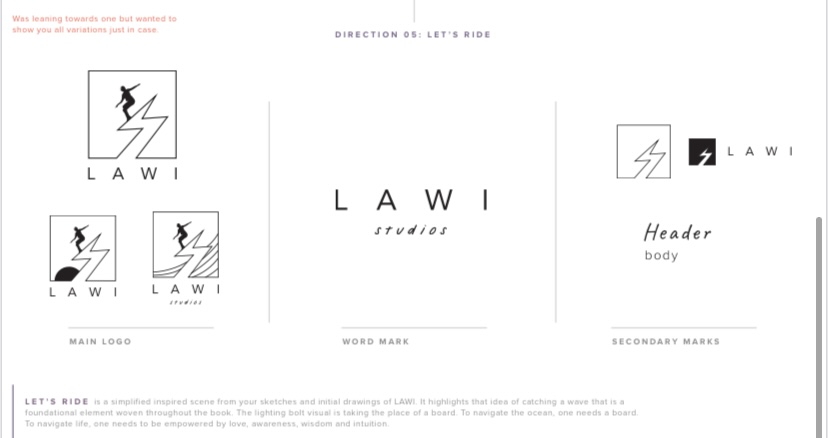 Was leaning towards one but wanted to
show you all variations just in case.
DIRECTION 05: LET'S RIDE
LAWI
LAWI
LAWI
studios
LAWI
studios
LAWI
Header
body
MAIN LOGO
WORD MARK
SECONDARY MARKS
LET'S RIDE is a simplified inspired scene from your sketches and initial drawings of LAWI. It highlights that idea of catching a wave that is a
foundational element woven throughout the book. The lighting bolt visual is taking the place of a board. To navigate the ocean, one needs a board.
To navigate life, one needs to be empowered by love, awareness, wisdom and intuition.